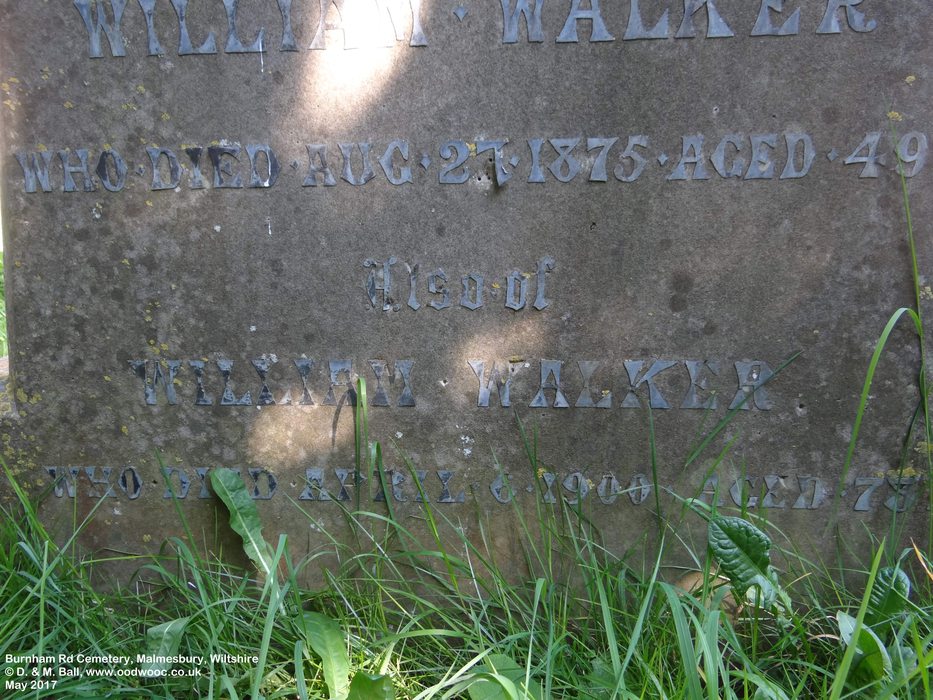 WILLIAM · WALKER
WHO · DIED · AUG · 27 · 1875 · AGED · 49
Also · of
WILLIAM WALKER
WHO DIED APRIL 6 · 1900 AGED 78
Burnham Rd Cemetery, Malmesbury, Wiltshire
© D. & M. Ball, www.oodwooc.co.uk
May 2017